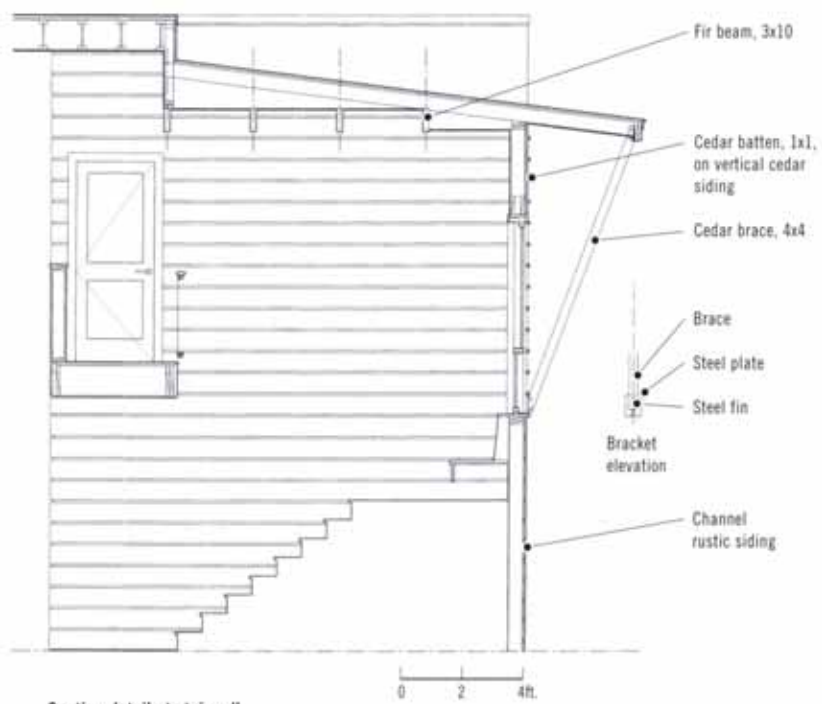 Fir beam, 3x10
Cedar batten, 1x1,
on vertical cedar
siding
Cedar brace, 4x4
Brace
Steel plate
Steel fin
Bracket
elevation
Channel
rustic siding
0 2 4ft.